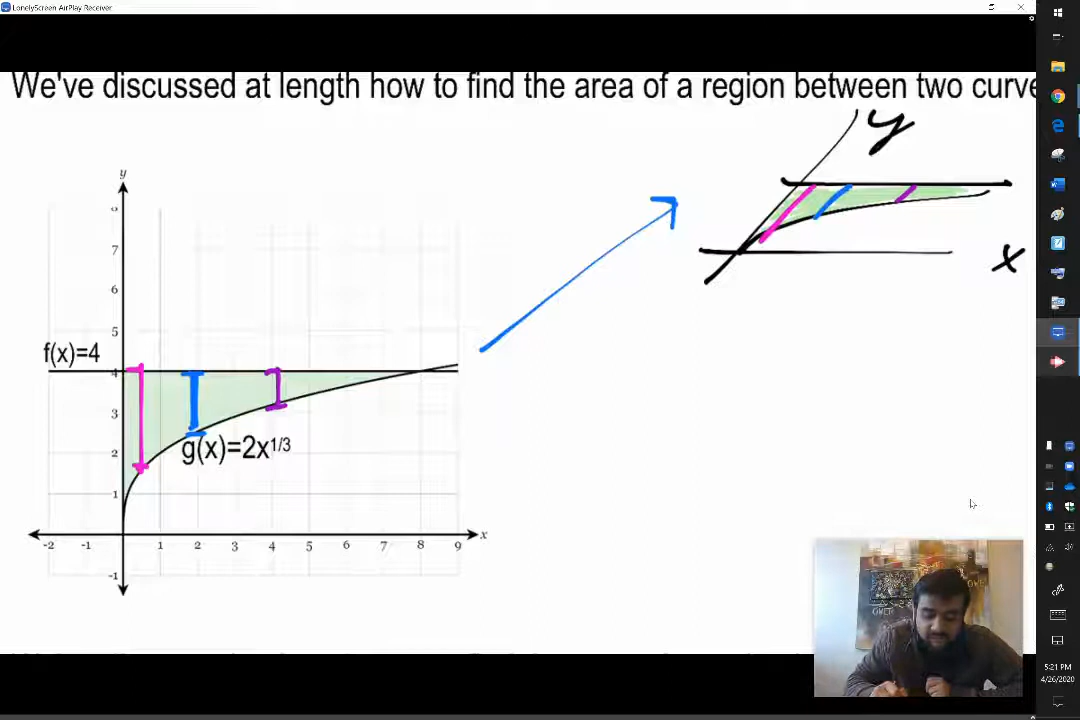 LonelyScreen AirPlay Receiver
We've discussed at length how to find the area of a region between two curve
y
x
y
8
7
6
5
4
3
2
1
-1
f(x)=4
g(x)=2x^1/3
-2 -1 1 2 3 4 5 6 7 8 9 x
5:21 PM
4/26/2020